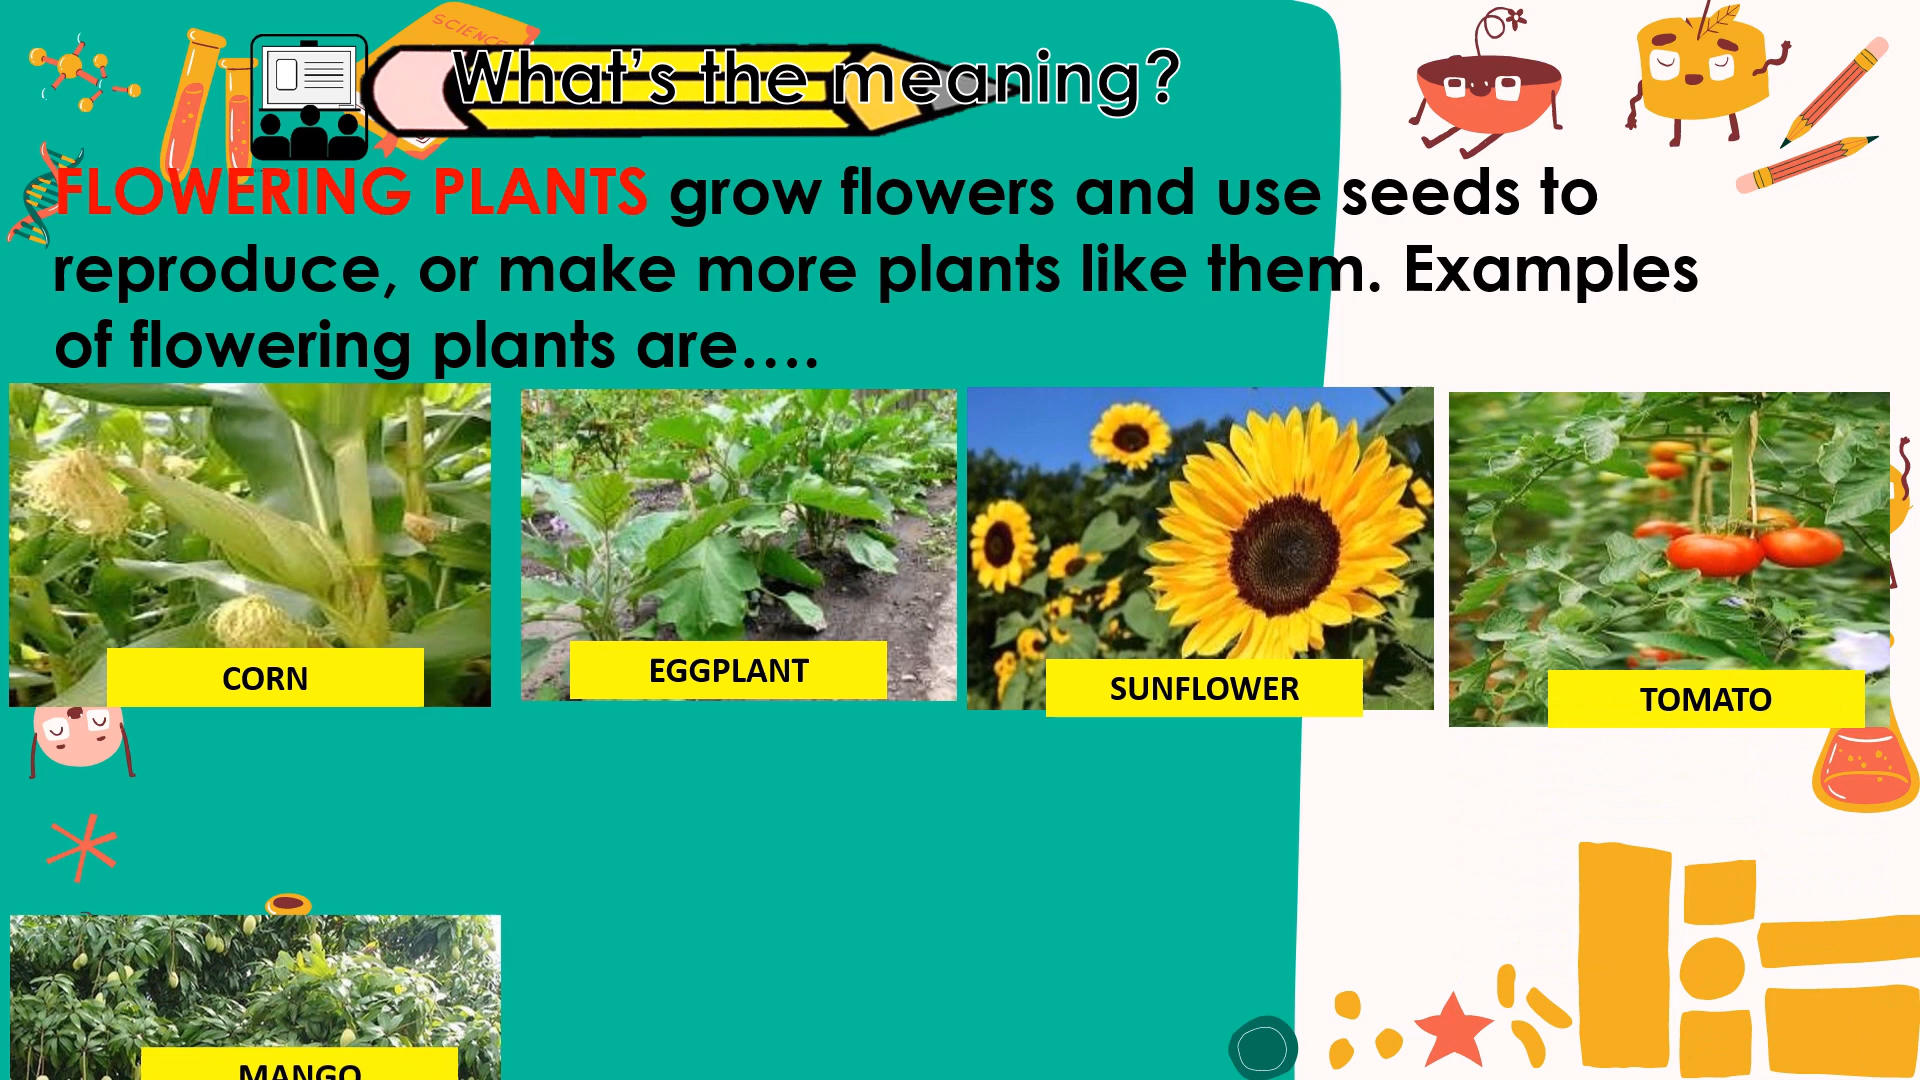 SCIENCE
What's the meaning?
FLOWERING PLANTS grow flowers and use seeds to
reproduce, or make more plants like them. Examples
of flowering plants are....
CORN
EGGPLANT
SUNFLOWER
TOMATO
MANGO